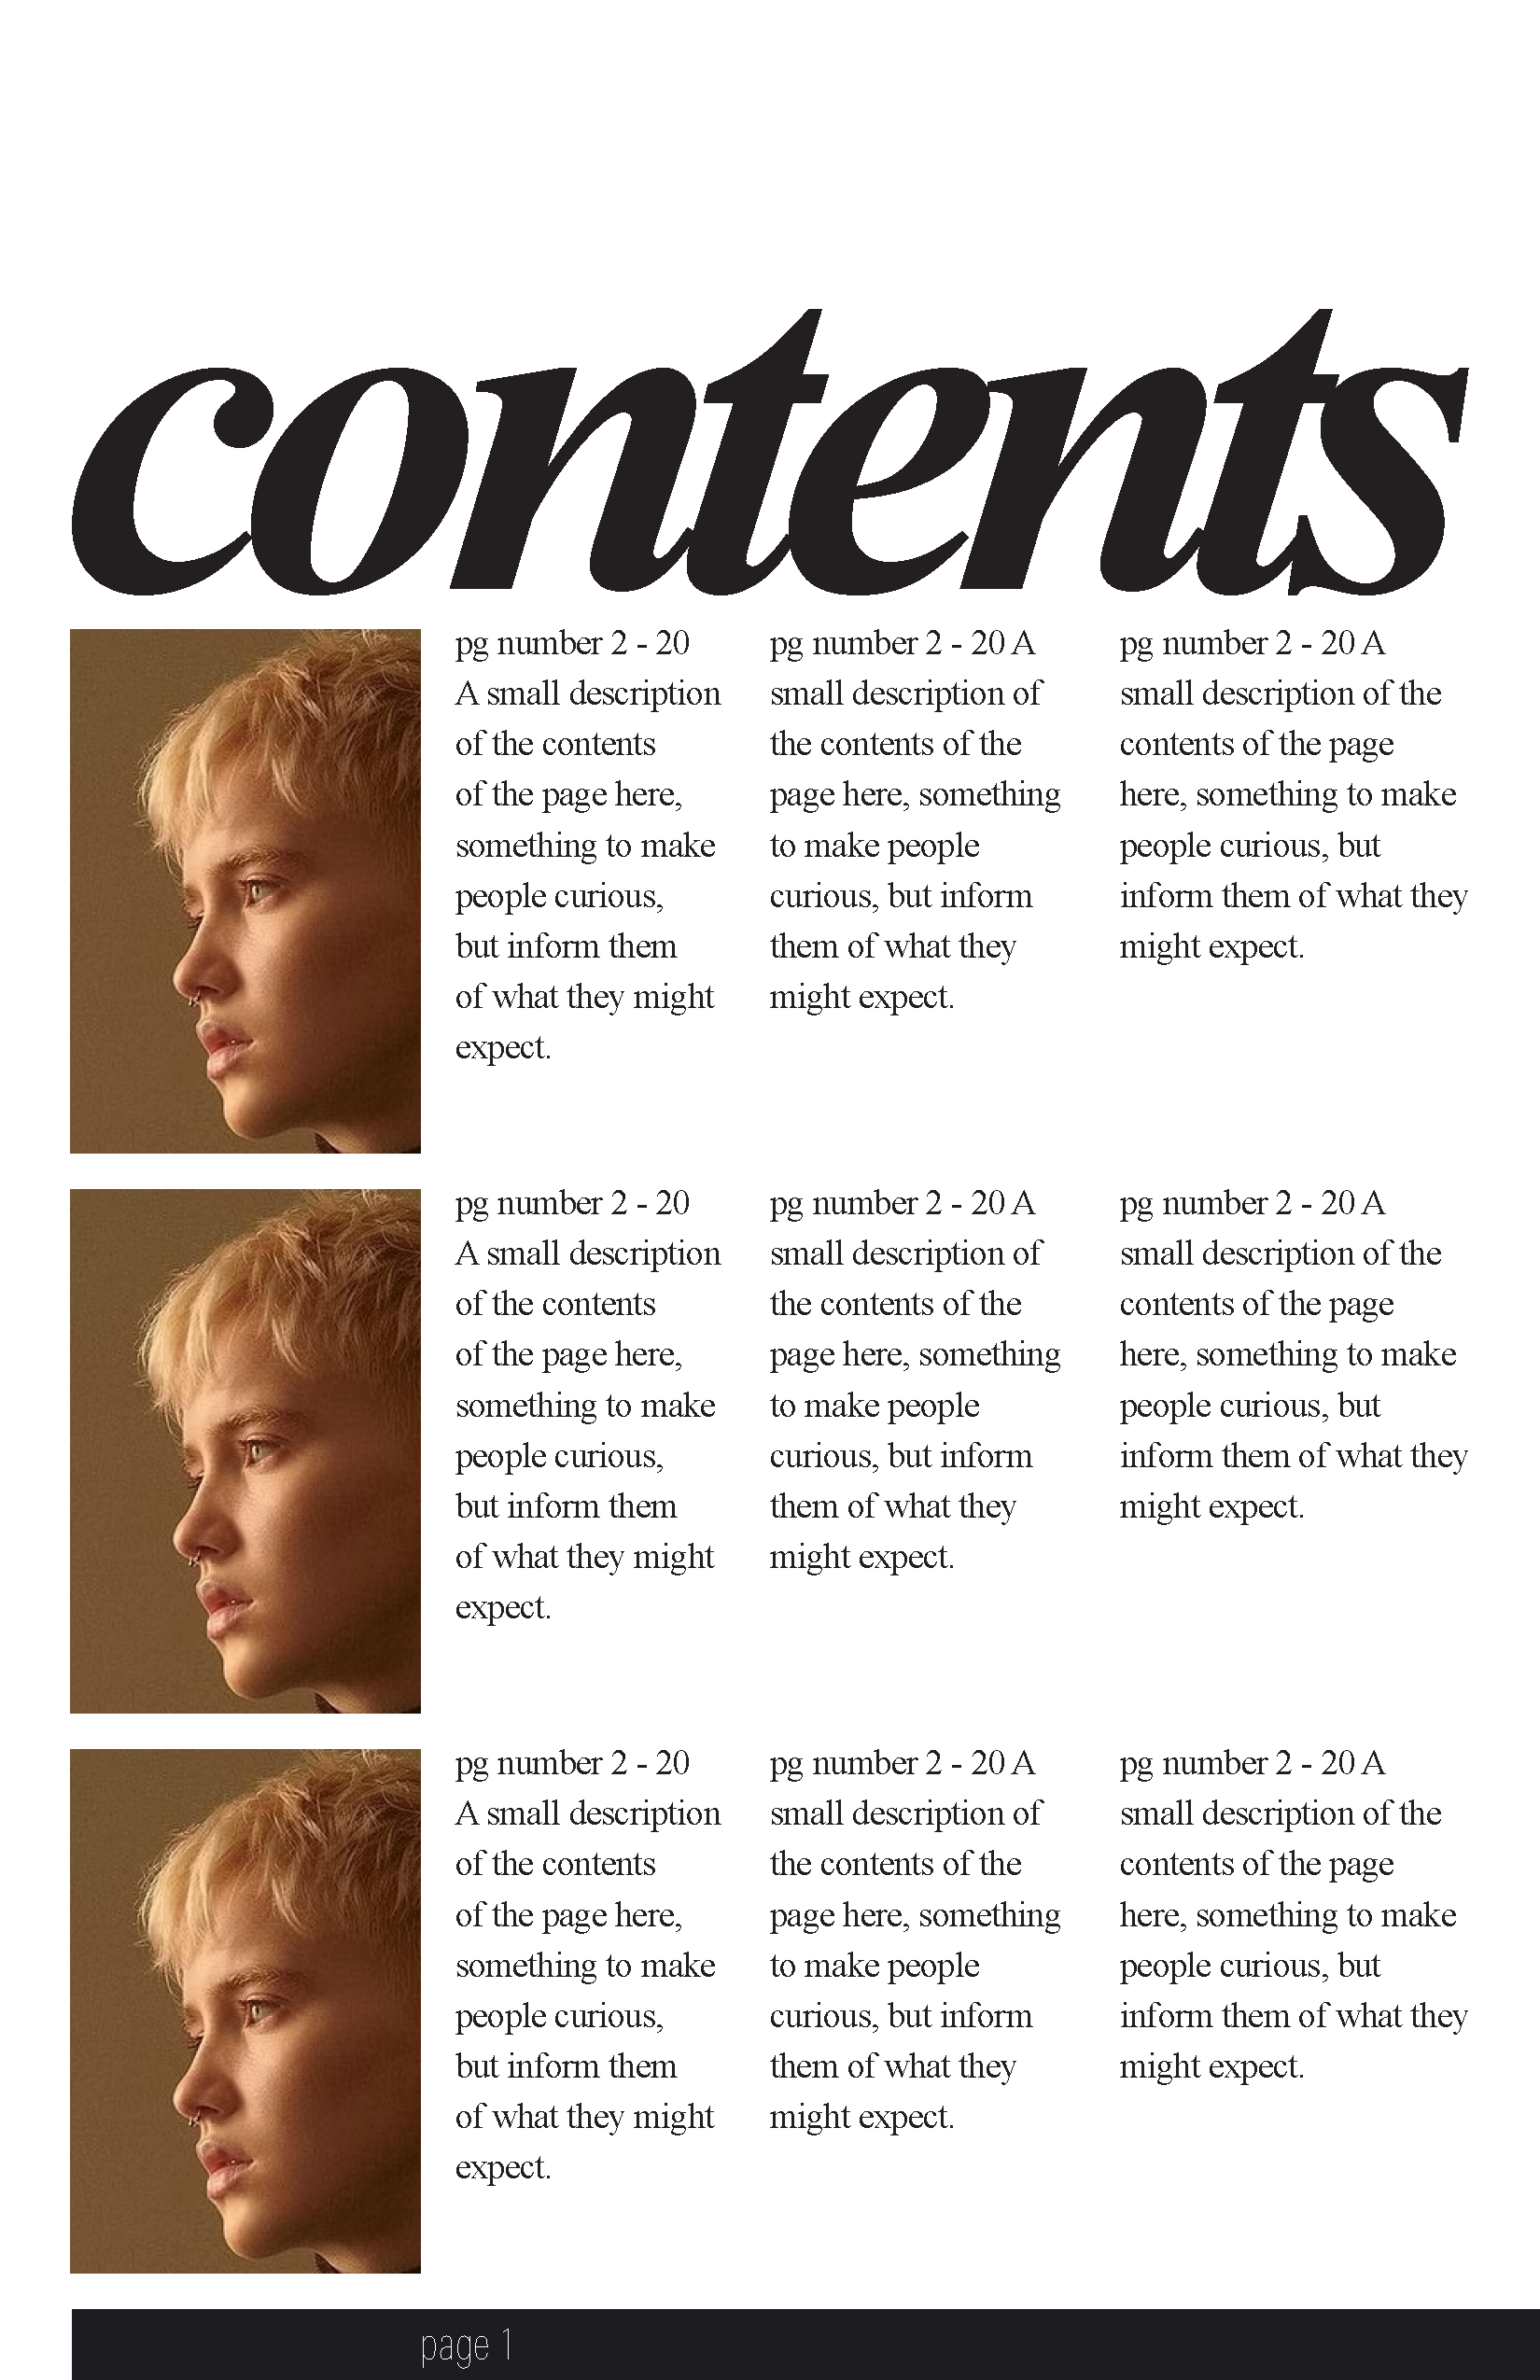 contents
pg number 2 - 20
A small description
of the contents
of the page here,
something to make
people curious,
but inform them
of what they might
expect.
pg number 2 - 20 A
small description of
the contents of the
page here, something
to make people
curious, but inform
them of what they
might expect.
pg number 2 - 20 A
small description of the
contents of the page
here, something to make
people curious, but
inform them of what they
might expect.
pg number 2 - 20
A small description
of the contents
of the page here,
something to make
people curious,
but inform them
of what they might
expect.
pg number 2 - 20 A
small description of
the contents of the
page here, something
to make people
curious, but inform
them of what they
might expect.
pg number 2 - 20 A
small description of the
contents of the page
here, something to make
people curious, but
inform them of what they
might expect.
pg number 2 - 20
A small description
of the contents
of the page here,
something to make
people curious,
but inform them
of what they might
expect.
pg number 2 - 20 A
small description of
the contents of the
page here, something
to make people
curious, but inform
them of what they
might expect.
pg number 2 - 20 A
small description of the
contents of the page
here, something to make
people curious, but
inform them of what they
might expect.
page 1